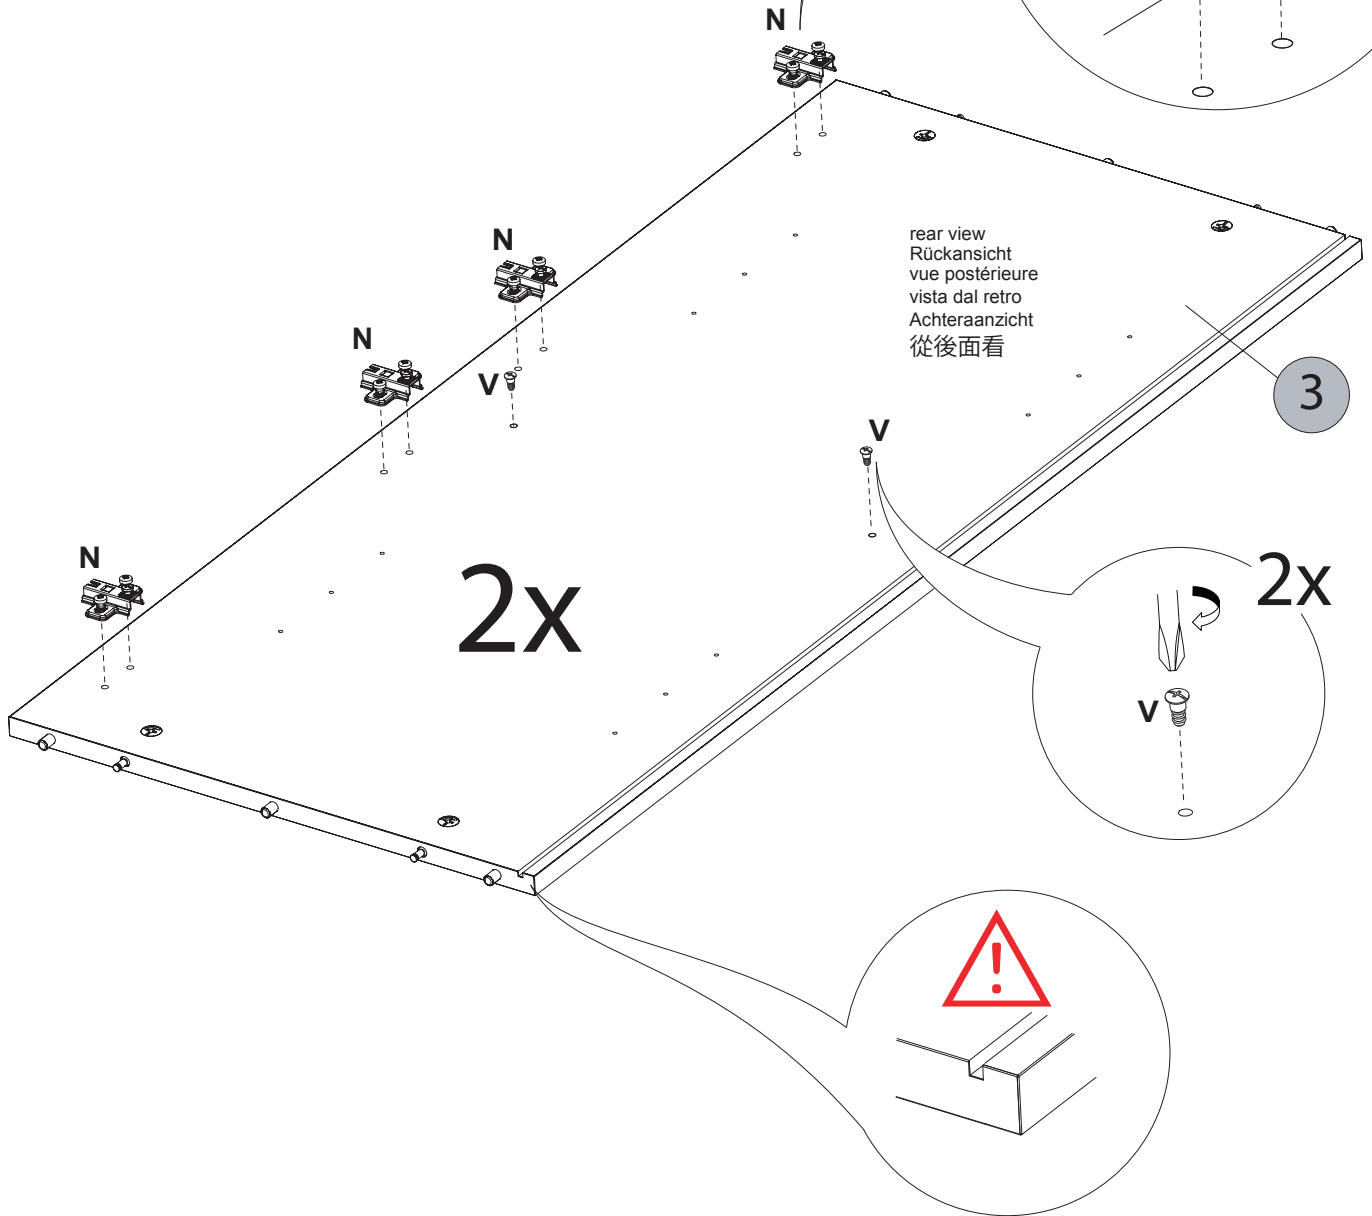 N
N
N
V
N
rear view
Rückansicht
vue postérieure
vista dal retro
Achteraanzicht
從後面看
3
V
2x
2x
V
!